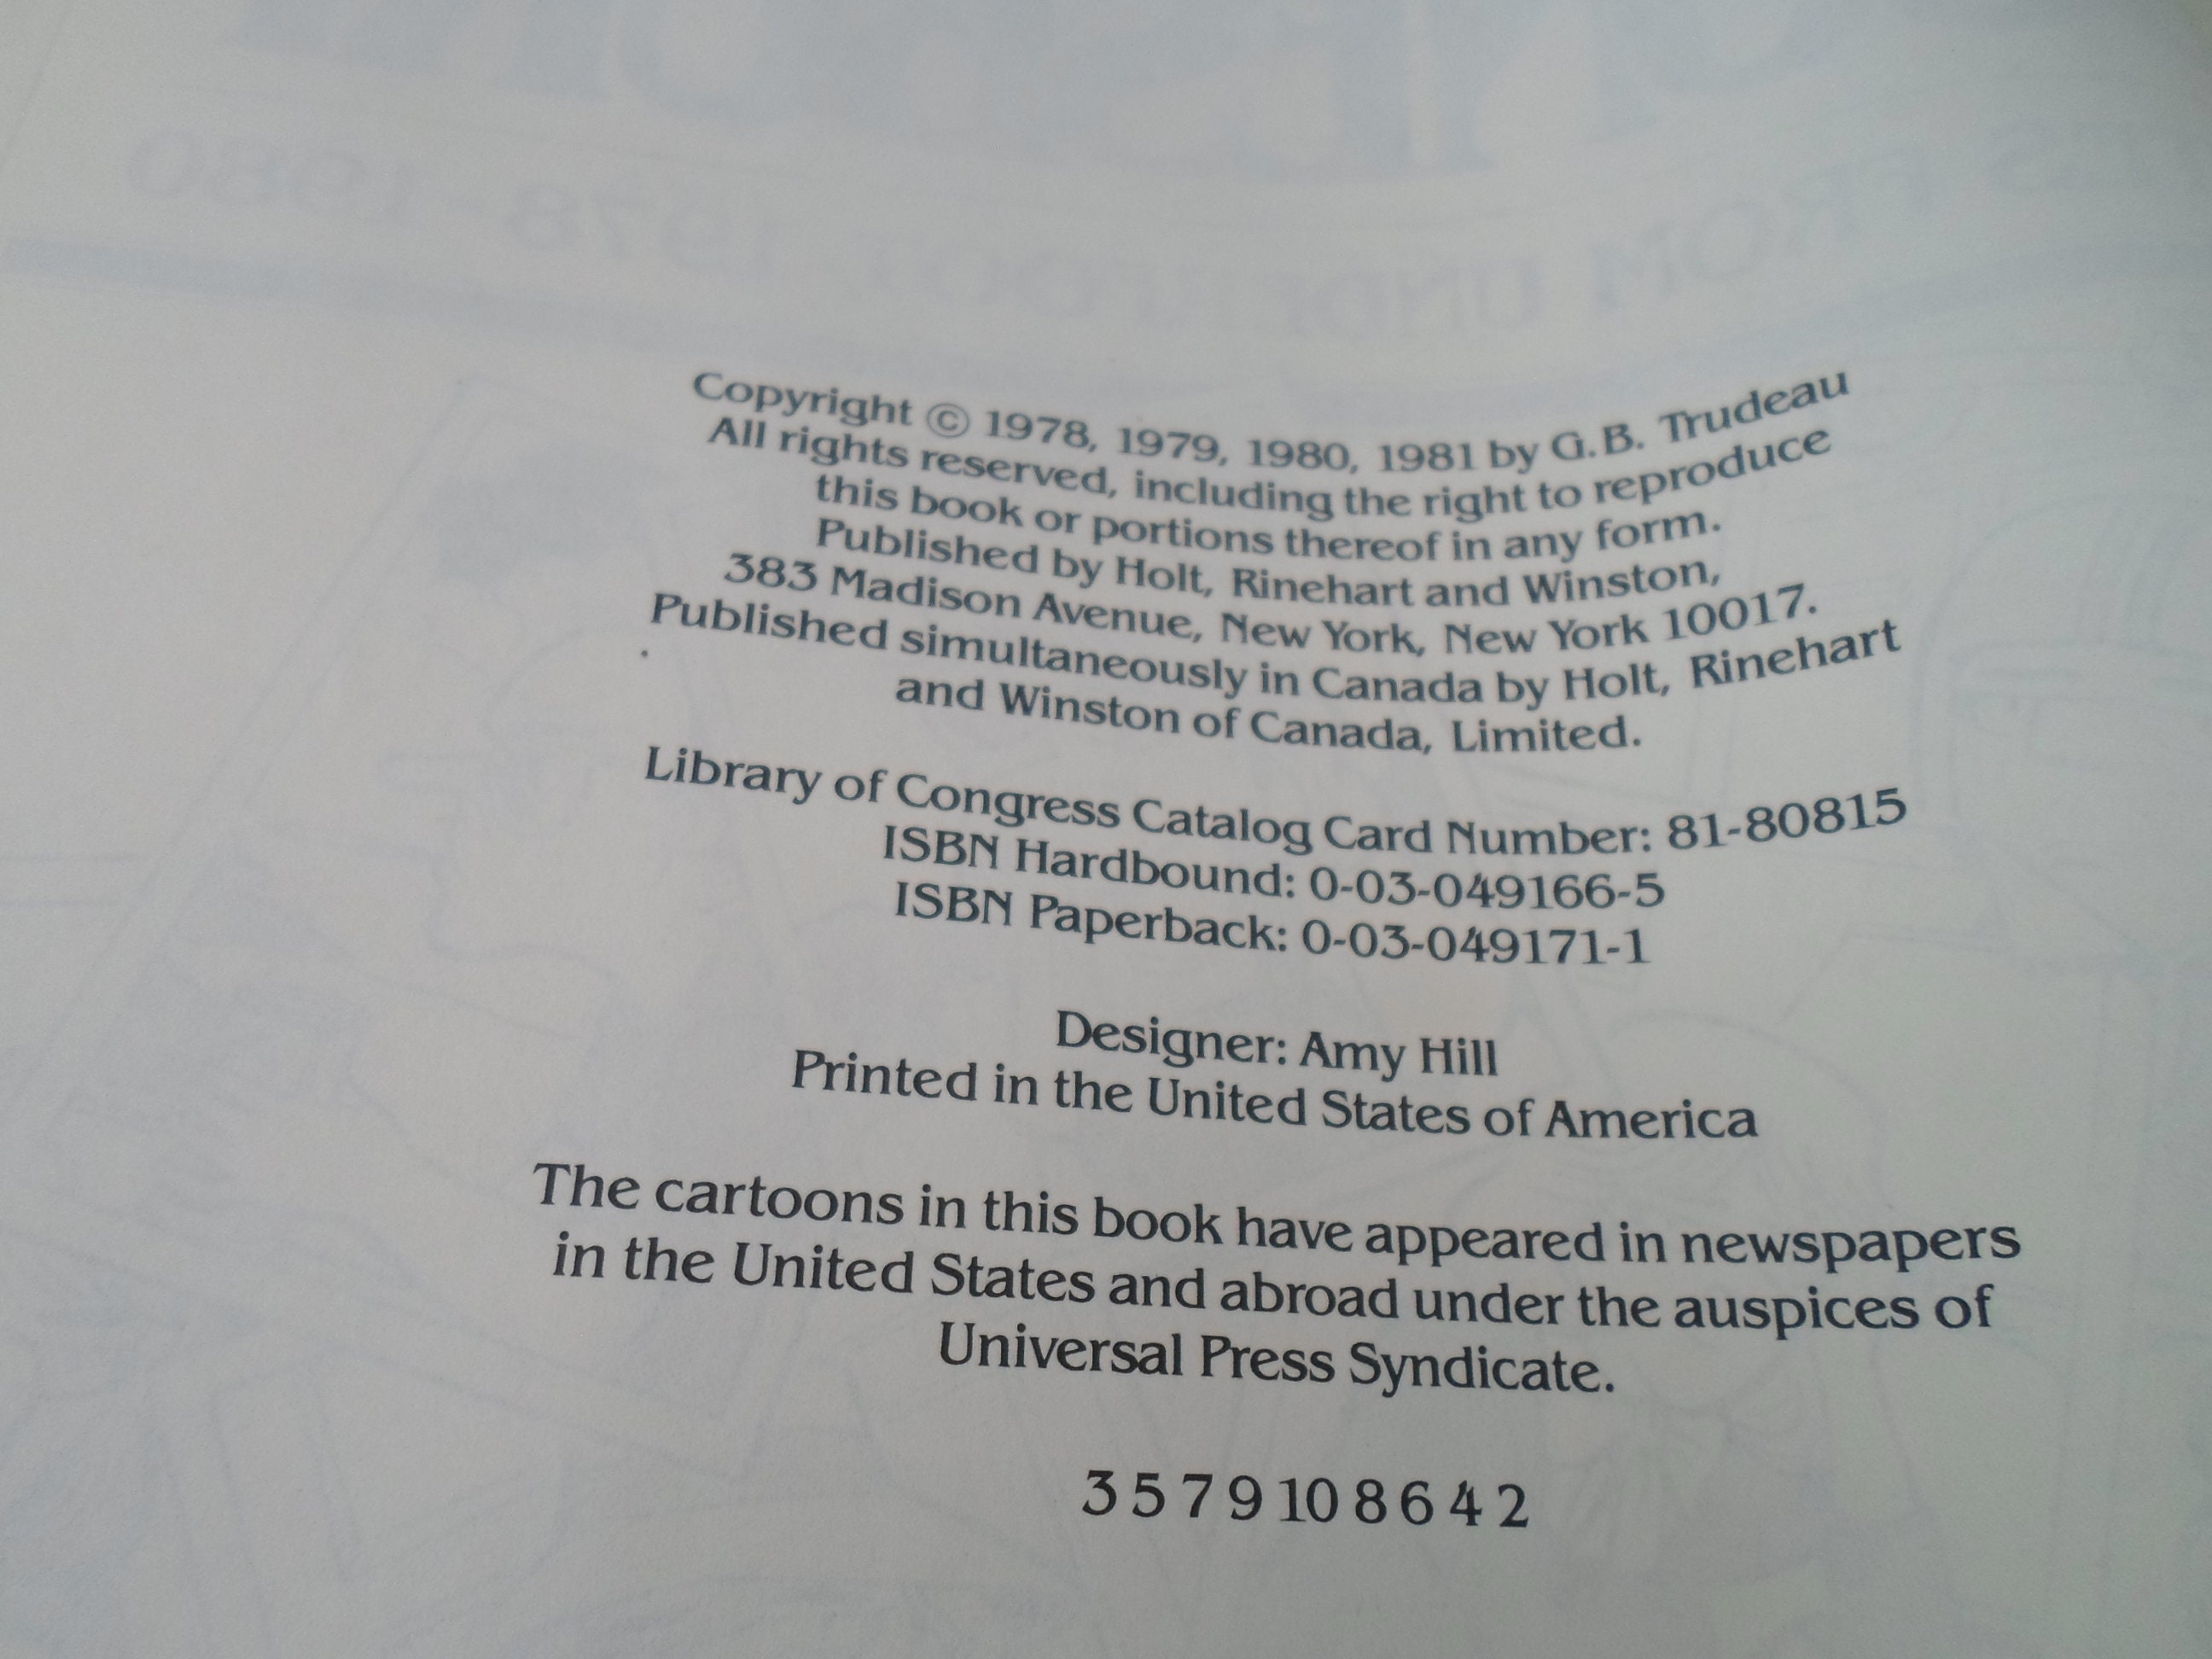 FROM UNDERFOOT 1978-1980
Copyright © 1978, 1979, 1980, 1981 by G.B. Trudeau
All rights reserved, including the right to reproduce
this book or portions thereof in any form.
Published by Holt, Rinehart and Winston,
383 Madison Avenue, New York, New York 10017.
Published simultaneously in Canada by Holt, Rinehart
and Winston of Canada, Limited.
Library of Congress Catalog Card Number: 81-80815
ISBN Hardbound: 0-03-049166-5
ISBN Paperback: 0-03-049171-1
Designer: Amy Hill
Printed in the United States of America
The cartoons in this book have appeared in newspapers
in the United States and abroad under the auspices of
Universal Press Syndicate.
3 5 7 9 10 8 6 4 2